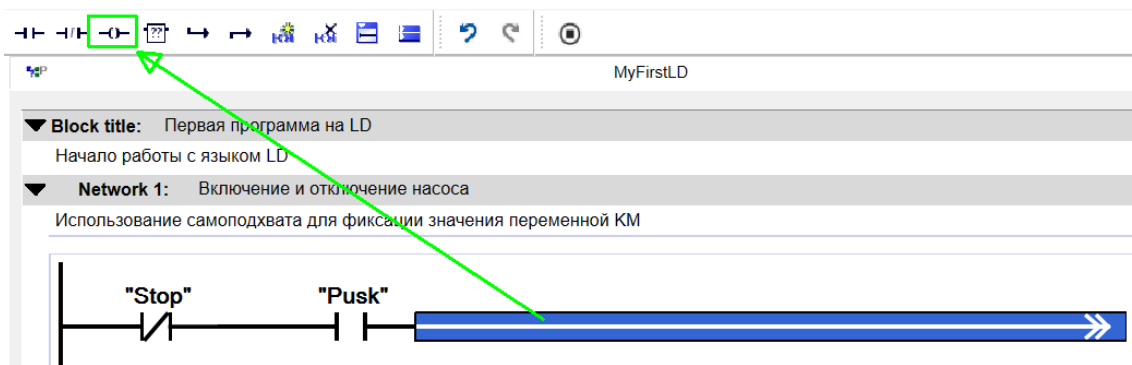 ??
MyFirstLD
Block title: Первая программа на LD
Начало работы с языком LD
Network 1: Включение и отключение насоса
Использование самоподхвата для фиксации значения переменной КМ
"Stop" "Pusk"